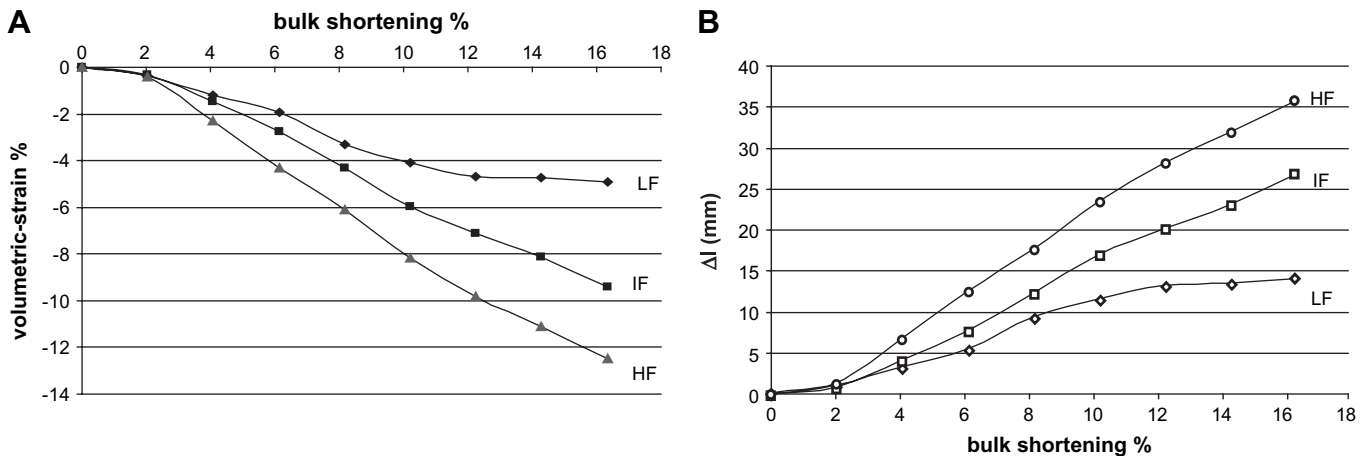 A
bulk shortening %
0 2 4 6 8 10 12 14 16 18
volumetric-strain %
0
-2
-4
-6
-8
-10
-12
-14
LF
IF
HF
B
ΔI (mm)
40
35
30
25
20
15
10
5
0
HF
IF
LF
0 2 4 6 8 10 12 14 16 18
bulk shortening %